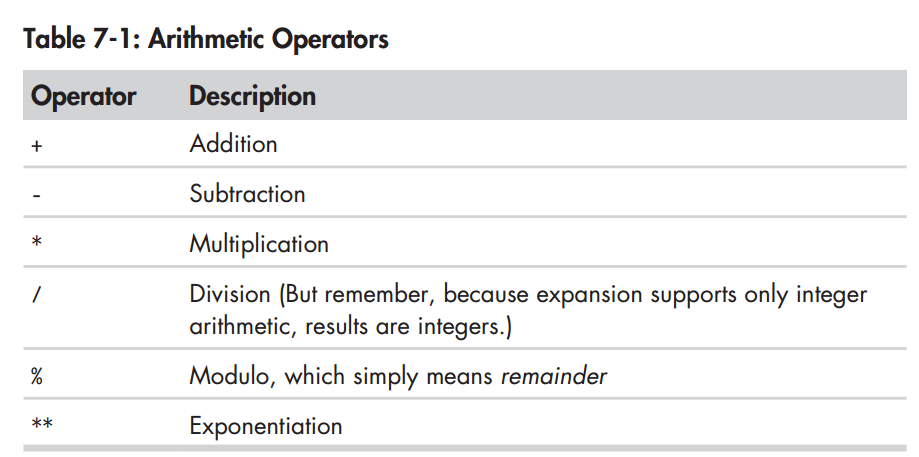 Table 7-1: Arithmetic Operators
Operator Description
+ Addition
- Subtraction
* Multiplication
/ Division (But remember, because expansion supports only integer
arithmetic, results are integers.)
% Modulo, which simply means remainder
** Exponentiation